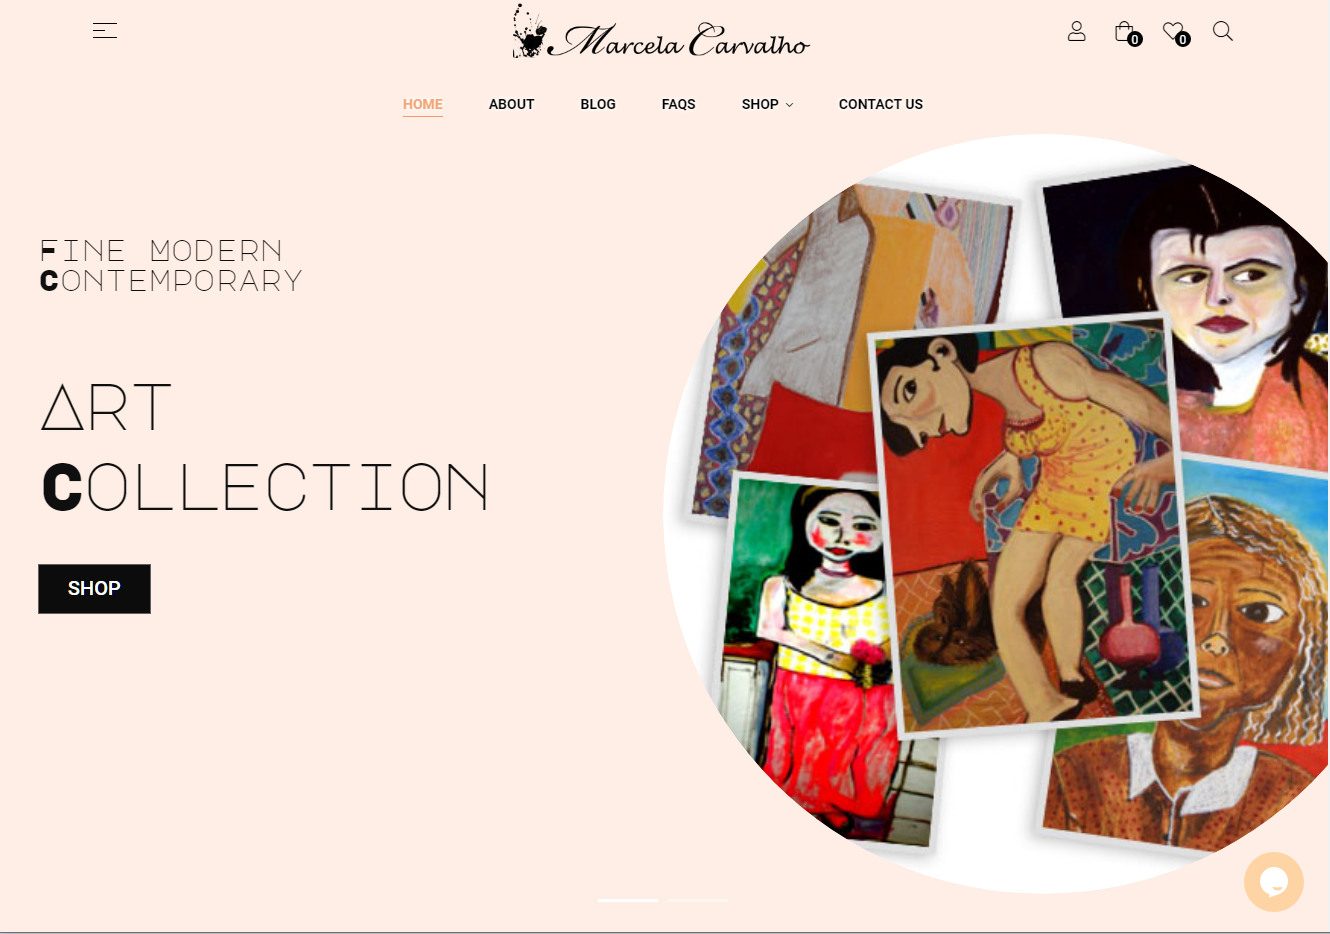 Marcela Carvalho
0
0
HOME ABOUT BLOG FAQS SHOP CONTACT US
FINE MODERN
CONTEMPORARY
ART
COLLECTION
SHOP